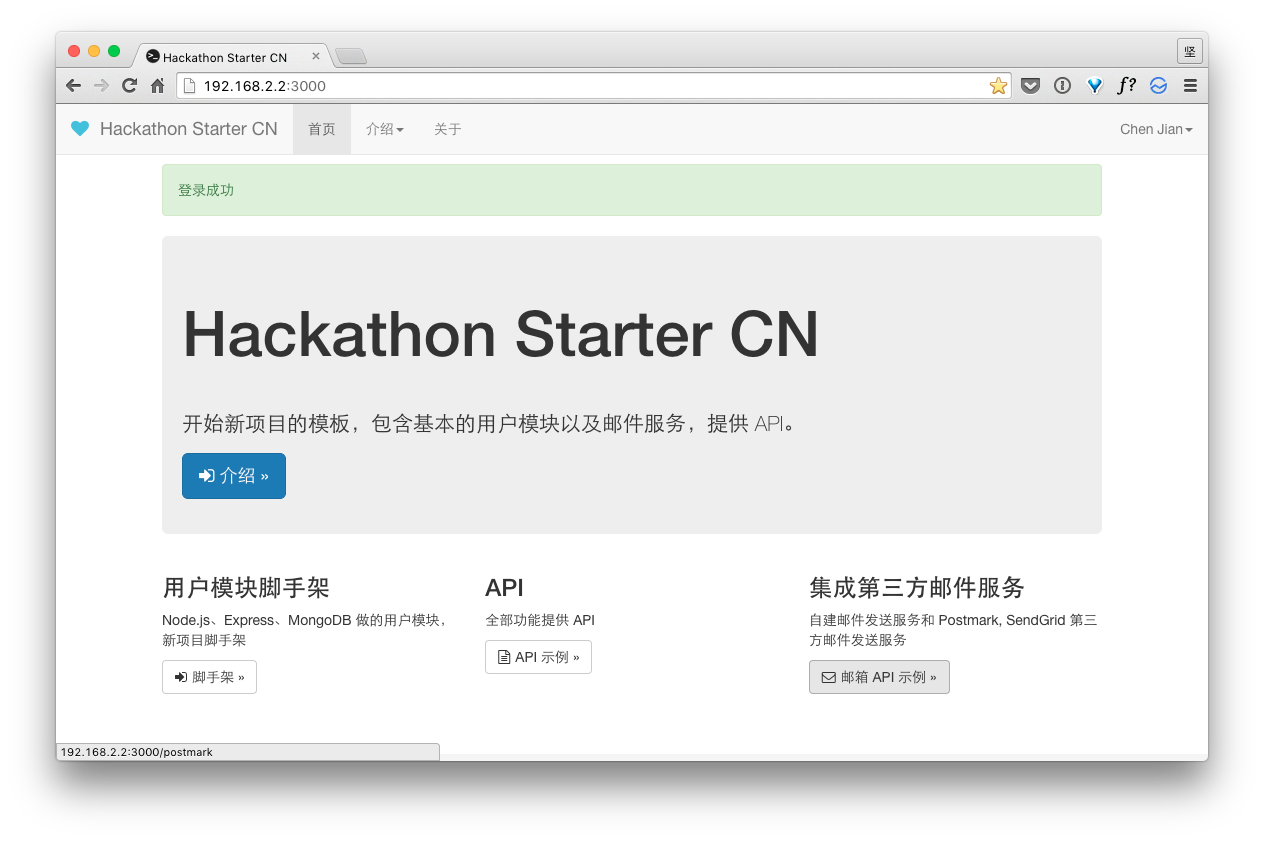 Hackathon Starter CN
坚
192.168.2.2:3000
f?
Hackathon Starter CN 首页 介绍 关于 Chen Jian
登录成功
Hackathon Starter CN
开始新项目的模板，包含基本的用户模块以及邮件服务，提供 API。
介绍 »
用户模块脚手架
Node.js、Express、MongoDB 做的用户模块，
新项目脚手架
脚手架 »
API
全部功能提供 API
API 示例 »
集成第三方邮件服务
自建邮件发送服务和 Postmark, SendGrid 第三
方邮件发送服务
邮箱 API 示例 »
192.168.2.2:3000/postmark